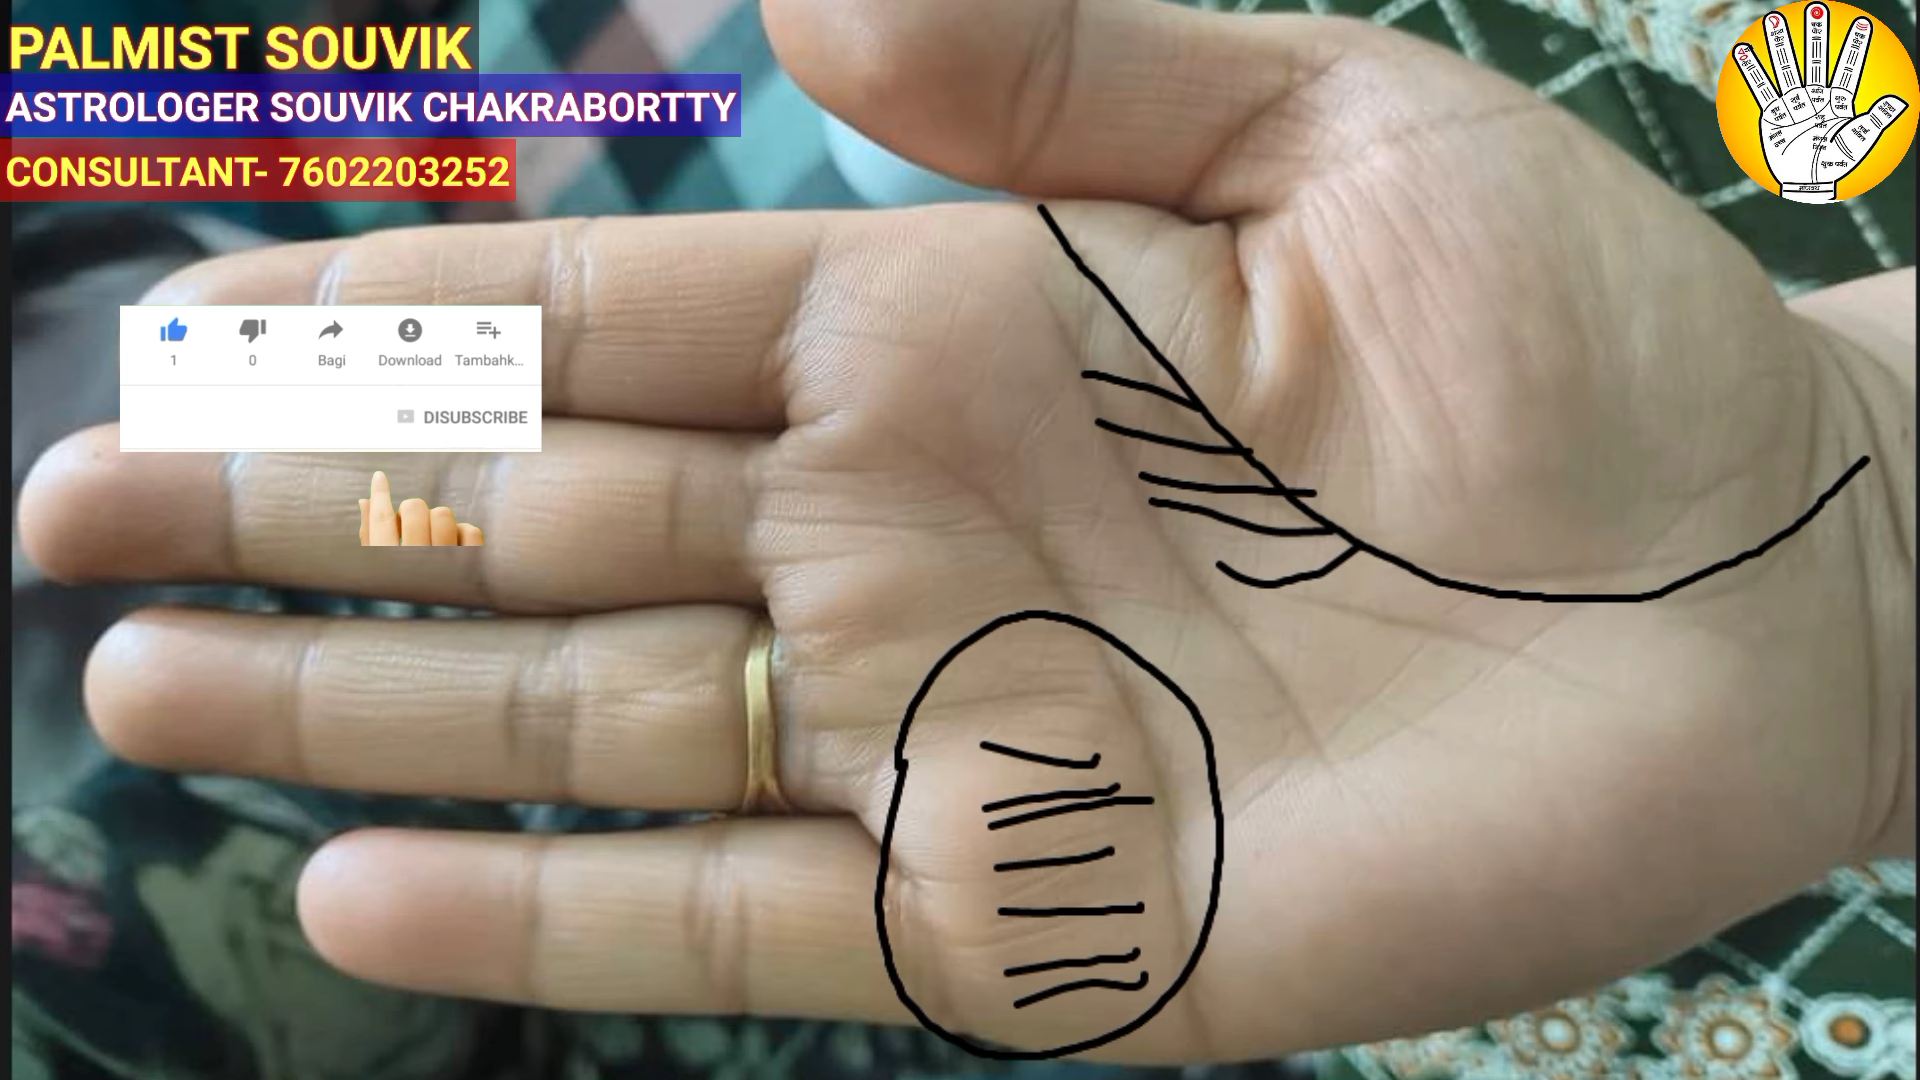 PALMIST SOUVIK
ASTROLOGER SOUVIK CHAKRABORTTY
CONSULTANT- 7602203252
1
0
Bagi
Download
Tambahk...
DISUBSCRIBE